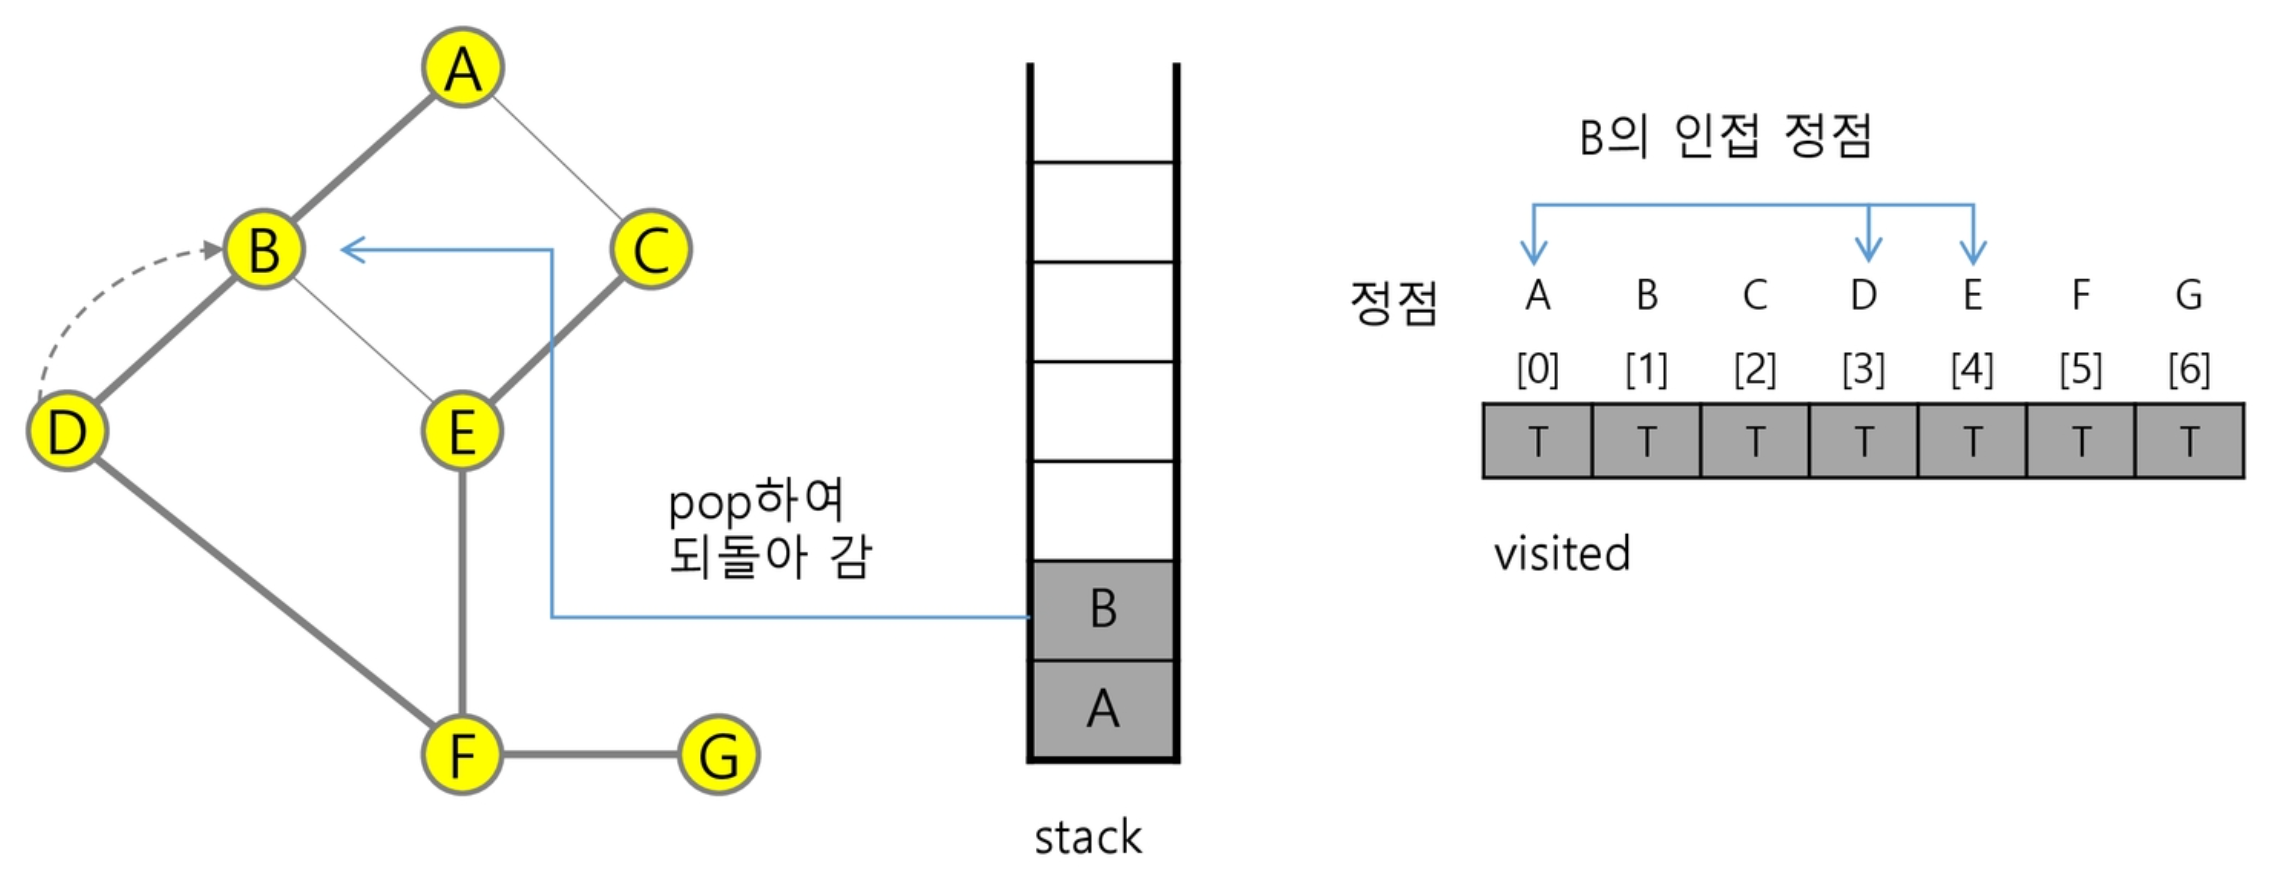 A
B
C
D
E
F
G
pop하여
되돌아 감
B
A
stack
B의 인접 정점
정점 A B C D E F G
[0] [1] [2] [3] [4] [5] [6]
T T T T T T T
visited